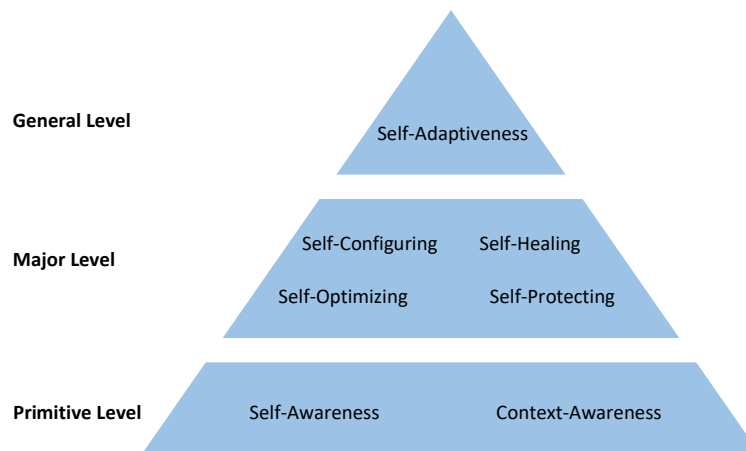 General Level
Self-Adaptiveness
Major Level
Self-Configuring Self-Healing
Self-Optimizing Self-Protecting
Primitive Level Self-Awareness Context-Awareness